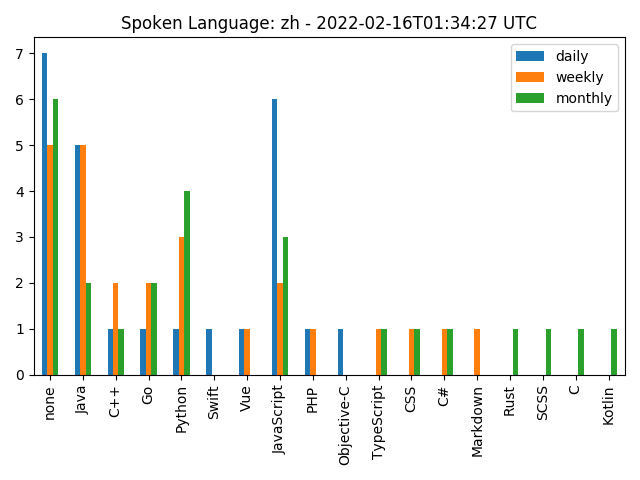 Spoken Language: zh - 2022-02-16T01:34:27 UTC
daily
weekly
monthly
7
6
5
4
3
2
1
0
none
Java
C++
Go
Python
Swift
Vue
JavaScript
PHP
Objective-C
TypeScript
CSS
C#
Markdown
Rust
SCSS
C
Kotlin